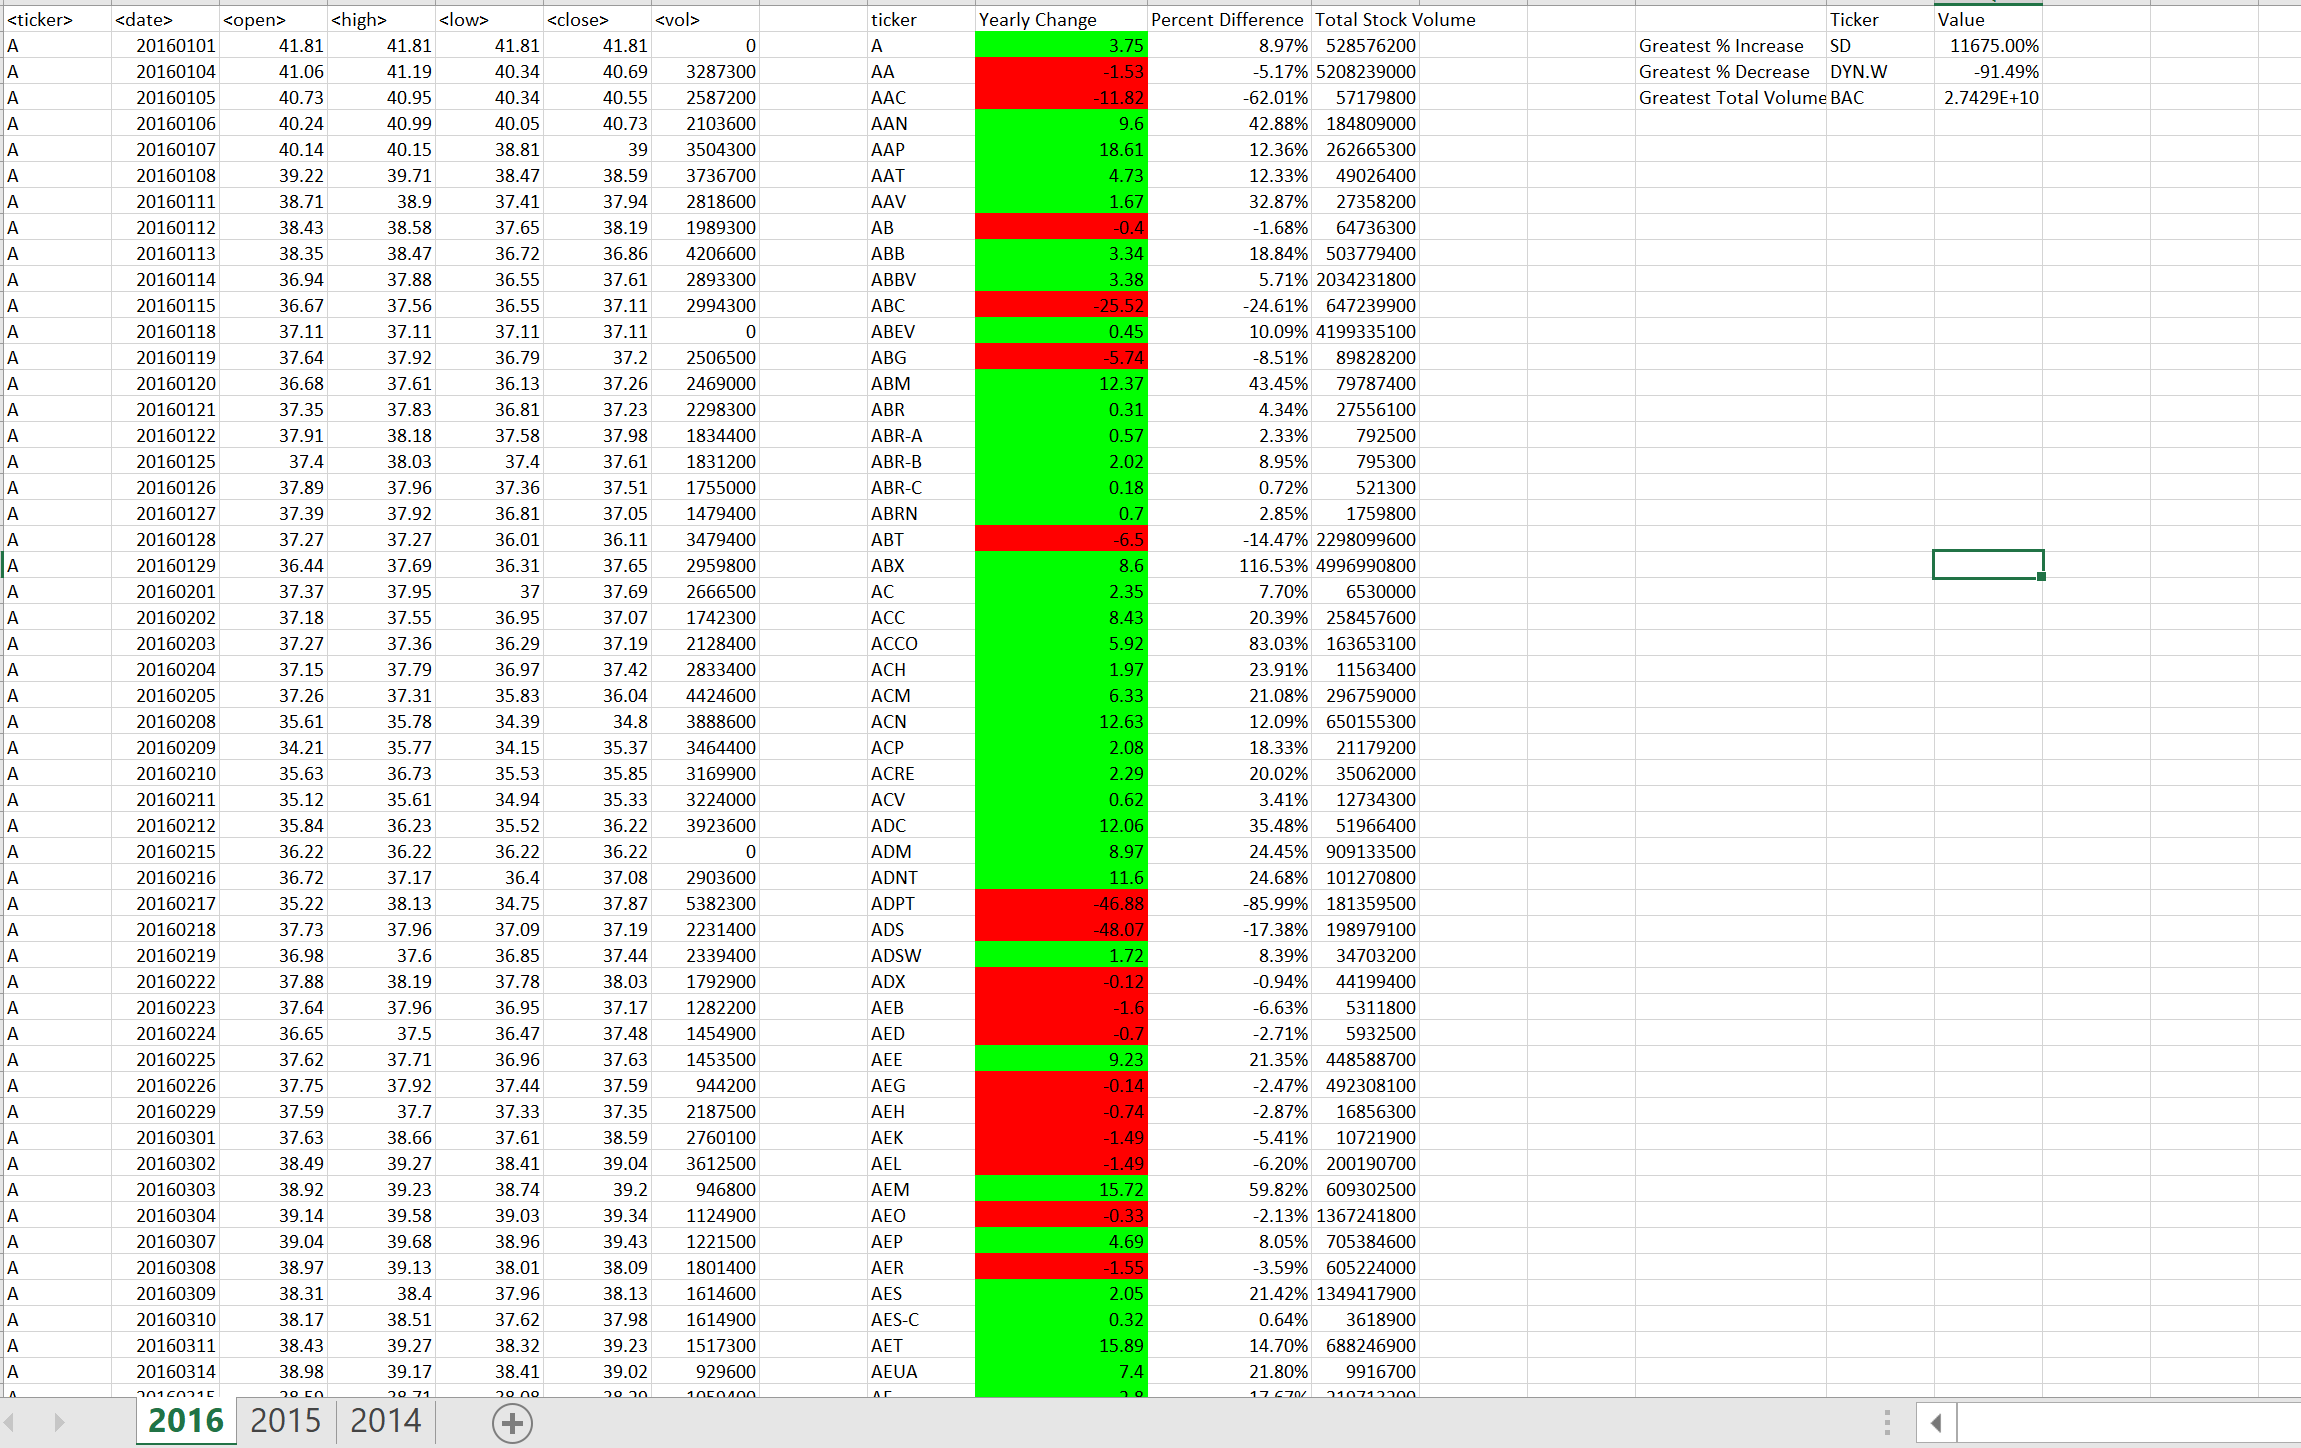 <ticker> <date> <open> <high> <low> <close> <vol> ticker Yearly Change Percent Difference Total Stock Volume Ticker Value
A 20160101 41.81 41.81 41.81 41.81 0 A 3.75 8.97% 528576200 Greatest % Increase SD 11675.00%
A 20160104 41.06 41.19 40.34 40.69 3287300 AA -1.53 -5.17% 5208239000 Greatest % Decrease DYN.W -91.49%
A 20160105 40.73 40.95 40.34 40.55 2587200 AAC -11.82 -62.01% 57179800 Greatest Total Volume BAC 2.7429E+10
A 20160106 40.24 40.99 40.05 40.73 2103600 AAN 9.6 42.88% 184809000
A 20160107 40.14 40.15 38.81 39 3504300 AAP 18.61 12.36% 262665300
A 20160108 39.22 39.71 38.47 38.59 3736700 AAT 4.73 12.33% 49026400
A 20160111 38.71 38.9 37.41 37.94 2818600 AAV 1.67 32.87% 27358200
A 20160112 38.43 38.58 37.65 38.19 1989300 AB -0.4 -1.68% 64736300
A 20160113 38.35 38.47 36.72 36.86 4206600 ABB 3.34 18.84% 503779400
A 20160114 36.94 37.88 36.55 37.61 2893300 ABBV 3.38 5.71% 2034231800
A 20160115 36.67 37.56 36.55 37.11 2994300 ABC -25.52 -24.61% 647239900
A 20160118 37.11 37.11 37.11 37.11 0 ABEV 0.45 10.09% 4199335100
A 20160119 37.64 37.92 36.79 37.2 2506500 ABG -5.74 -8.51% 89828200
A 20160120 36.68 37.61 36.13 37.26 2469000 ABM 12.37 43.45% 79787400
A 20160121 37.35 37.83 36.81 37.23 2298300 ABR 0.31 4.34% 27556100
A 20160122 37.91 38.18 37.58 37.98 1834400 ABR-A 0.57 2.33% 792500
A 20160125 37.4 38.03 37.4 37.61 1831200 ABR-B 2.02 8.95% 795300
A 20160126 37.89 37.96 37.36 37.51 1755000 ABR-C 0.18 0.72% 521300
A 20160127 37.39 37.92 36.81 37.05 1479400 ABRN 0.7 2.85% 1759800
A 20160128 37.27 37.27 36.01 36.11 3479400 ABT -6.5 -14.47% 2298099600
A 20160129 36.44 37.69 36.31 37.65 2959800 ABX 8.6 116.53% 4996990800
A 20160201 37.37 37.95 37 37.69 2666500 AC 2.35 7.70% 6530000
A 20160202 37.18 37.55 36.95 37.07 1742300 ACC 8.43 20.39% 258457600
A 20160203 37.27 37.36 36.29 37.19 2128400 ACCO 5.92 83.03% 163653100
A 20160204 37.15 37.79 36.97 37.42 2833400 ACH 1.97 23.91% 11563400
A 20160205 37.26 37.31 35.83 36.04 4424600 ACM 6.33 21.08% 296759000
A 20160208 35.61 35.78 34.39 34.8 3888600 ACN 12.63 12.09% 650155300
A 20160209 34.21 35.77 34.15 35.37 3464400 ACP 2.08 18.33% 21179200
A 20160210 35.63 36.73 35.53 35.85 3169900 ACRE 2.29 20.02% 35062000
A 20160211 35.12 35.61 34.94 35.33 3224000 ACV 0.62 3.41% 12734300
A 20160212 35.84 36.23 35.52 36.22 3923600 ADC 12.06 35.48% 51966400
A 20160215 36.22 36.22 36.22 36.22 0 ADM 8.97 24.45% 909133500
A 20160216 36.72 37.17 36.4 37.08 2903600 ADNT 11.6 24.68% 101270800
A 20160217 35.22 38.13 34.75 37.87 5382300 ADPT -46.88 -85.99% 181359500
A 20160218 37.73 37.96 37.09 37.19 2231400 ADS -48.07 -17.38% 198979100
A 20160219 36.98 37.6 36.85 37.44 2339400 ADSW 1.72 8.39% 34703200
A 20160222 37.88 38.19 37.78 38.03 1792900 ADX -0.12 -0.94% 44199400
A 20160223 37.64 37.96 36.95 37.17 1282200 AEB -1.6 -6.63% 5311800
A 20160224 36.65 37.5 36.47 37.48 1454900 AED -0.7 -2.71% 5932500
A 20160225 37.62 37.71 36.96 37.63 1453500 AEE 9.23 21.35% 448588700
A 20160226 37.75 37.92 37.44 37.59 944200 AEG -0.14 -2.47% 492308100
A 20160229 37.59 37.7 37.33 37.35 2187500 AEH -0.74 -2.87% 16856300
A 20160301 37.63 38.66 37.61 38.59 2760100 AEK -1.49 -5.41% 10721900
A 20160302 38.49 39.27 38.41 39.04 3612500 AEL -1.49 -6.20% 200190700
A 20160303 38.92 39.23 38.74 39.2 946800 AEM 15.72 59.82% 609302500
A 20160304 39.14 39.58 39.03 39.34 1124900 AEO -0.33 -2.13% 1367241800
A 20160307 39.04 39.68 38.96 39.43 1221500 AEP 4.69 8.05% 705384600
A 20160308 38.97 39.13 38.01 38.09 1801400 AER -1.55 -3.59% 605224000
A 20160309 38.31 38.4 37.96 38.13 1614600 AES 2.05 21.42% 1349417900
A 20160310 38.17 38.51 37.62 37.98 1614900 AES-C 0.32 0.64% 3618900
A 20160311 38.43 39.27 38.32 39.23 1517300 AET 15.89 14.70% 688246900
A 20160314 38.98 39.17 38.41 39.02 929600 AEUA 7.4 21.80% 9916700
2016 2015 2014